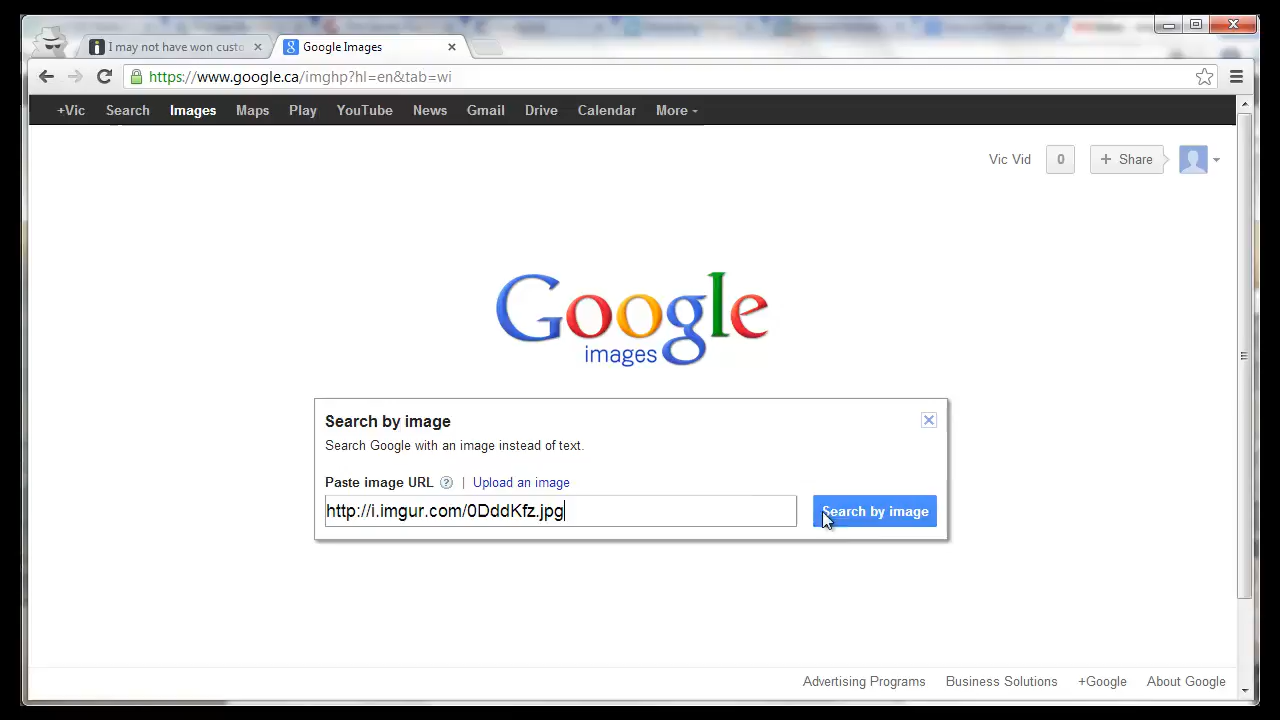 I may not have won custo
Google Images
https://www.google.ca/imghp?hl=en&tab=wi
+Vic Search Images Maps Play YouTube News Gmail Drive Calendar More
Vic Vid 0 + Share
Google
images
Search by image
Search Google with an image instead of text.
Paste image URL ? | Upload an image
http://i.imgur.com/0DddKfz.jpg Search by image
Advertising Programs Business Solutions +Google About Google